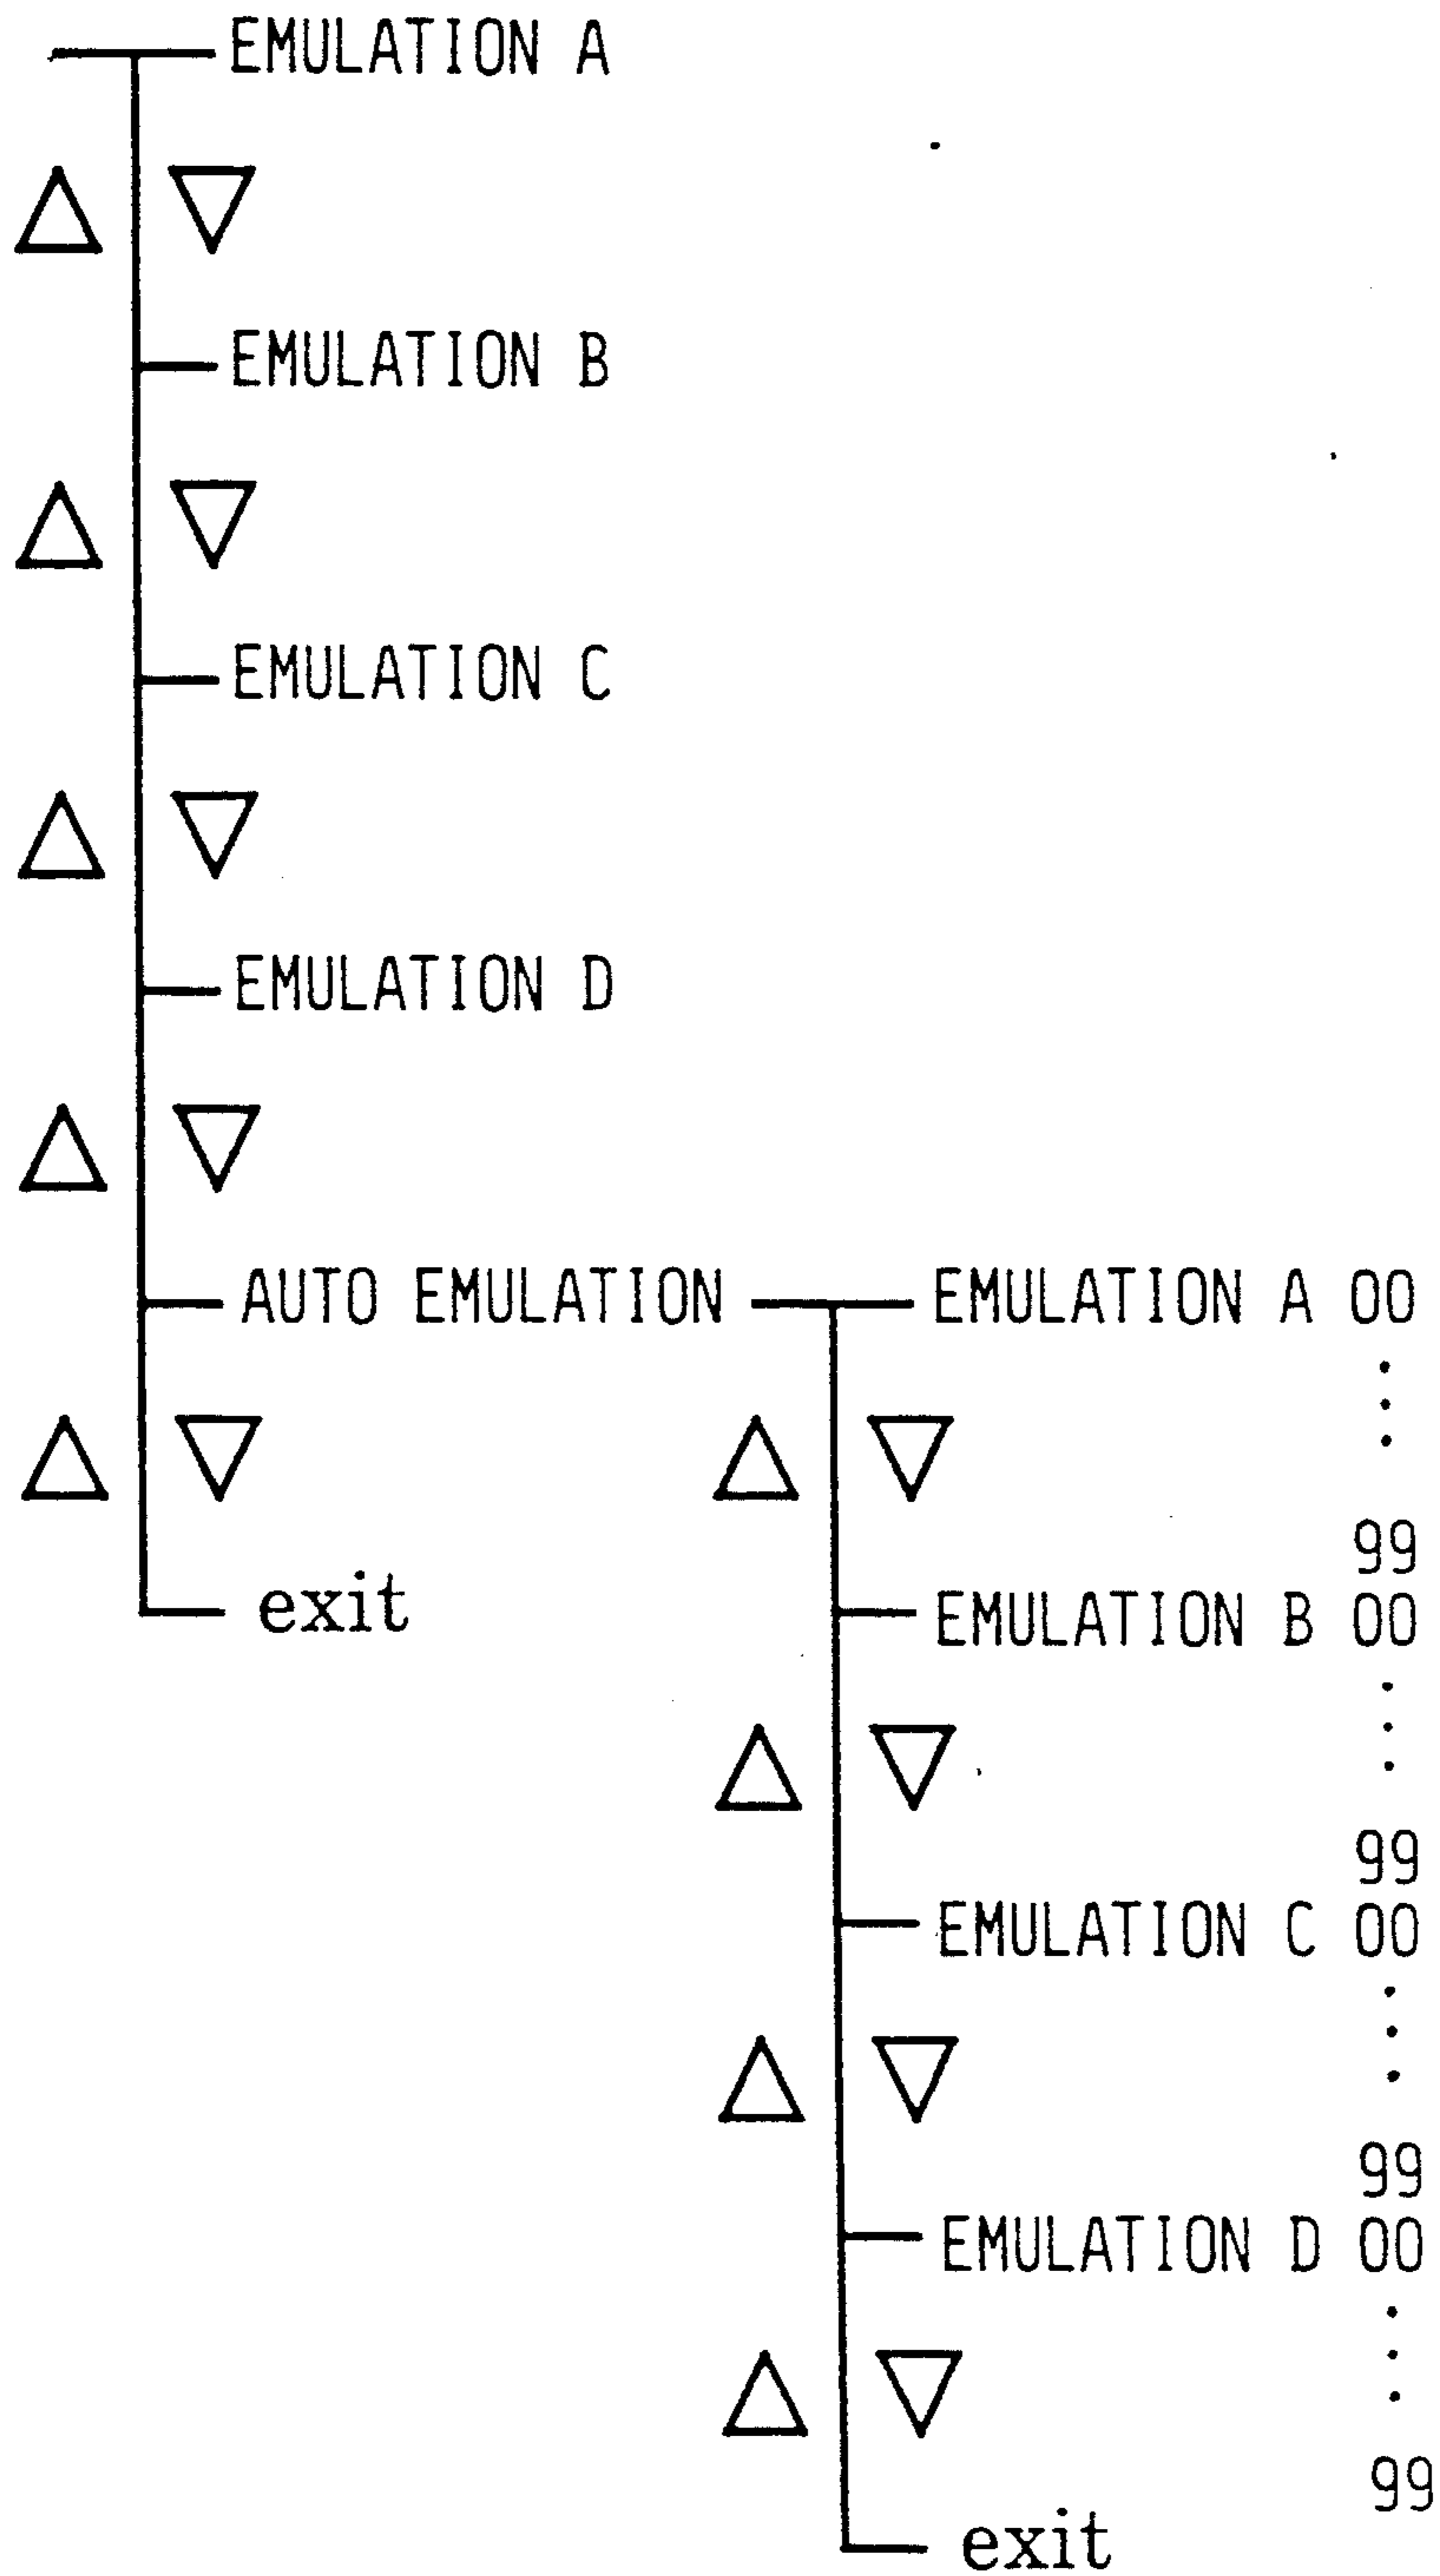 EMULATION A
EMULATION B
EMULATION C
EMULATION D
AUTO EMULATION
exit
EMULATION A 00
99
EMULATION B 00
99
EMULATION C 00
99
EMULATION D 00
99
exit